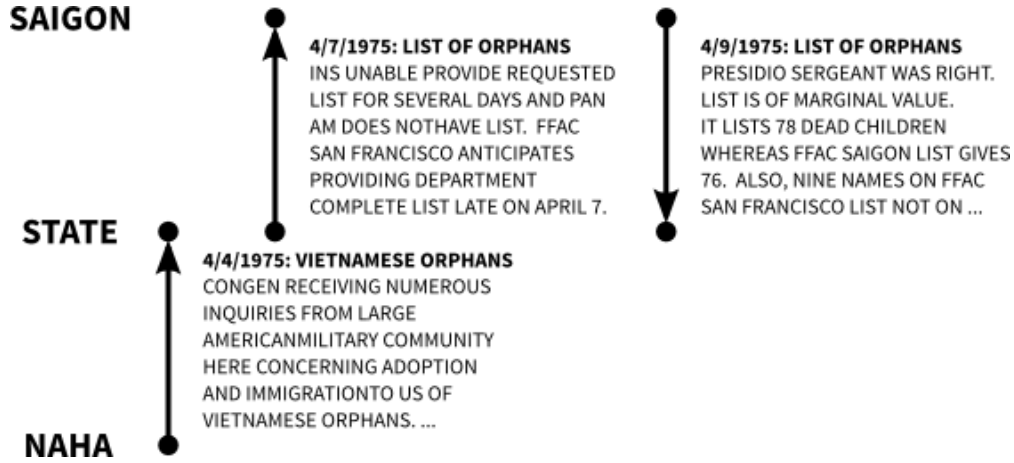 SAIGON
4/7/1975: LIST OF ORPHANS
INS UNABLE PROVIDE REQUESTED
LIST FOR SEVERAL DAYS AND PAN
AM DOES NOTHAVE LIST. FFAC
SAN FRANCISCO ANTICIPATES
PROVIDING DEPARTMENT
COMPLETE LIST LATE ON APRIL 7.
4/9/1975: LIST OF ORPHANS
PRESIDIO SERGEANT WAS RIGHT.
LIST IS OF MARGINAL VALUE.
IT LISTS 78 DEAD CHILDREN
WHEREAS FFAC SAIGON LIST GIVES
76. ALSO, NINE NAMES ON FFAC
SAN FRANCISCO LIST NOT ON ...
STATE
4/4/1975: VIETNAMESE ORPHANS
CONGEN RECEIVING NUMEROUS
INQUIRIES FROM LARGE
AMERICANMILITARY COMMUNITY
HERE CONCERNING ADOPTION
AND IMMIGRATIONTO US OF
VIETNAMESE ORPHANS. ...
NAHA